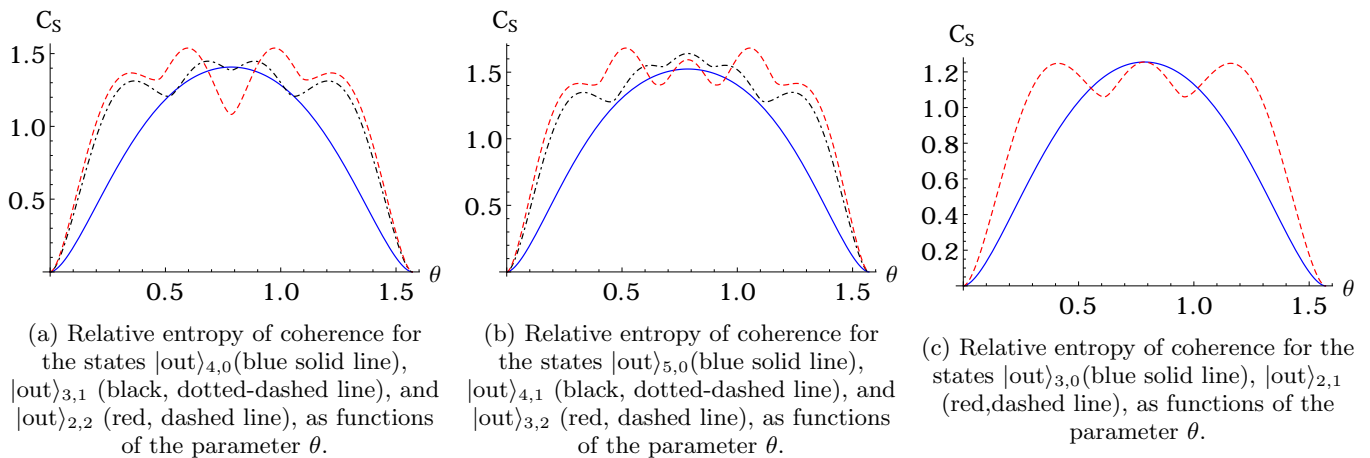 C_S
1.5
1.0
0.5
0.5
1.0
1.5
θ
(a) Relative entropy of coherence for
the states |out⟩_{4,0}(blue solid line),
|out⟩_{3,1} (black, dotted-dashed line), and
|out⟩_{2,2} (red, dashed line), as functions
of the parameter θ.
C_S
1.5
1.0
0.5
0.5
1.0
1.5
θ
(b) Relative entropy of coherence for
the states |out⟩_{5,0}(blue solid line),
|out⟩_{4,1} (black, dotted-dashed line), and
|out⟩_{3,2} (red, dashed line), as functions
of the parameter θ.
C_S
1.2
1.0
0.8
0.6
0.4
0.2
0.5
1.0
1.5
θ
(c) Relative entropy of coherence for the
states |out⟩_{3,0}(blue solid line), |out⟩_{2,1}
(red,dashed line), as functions of the
parameter θ.